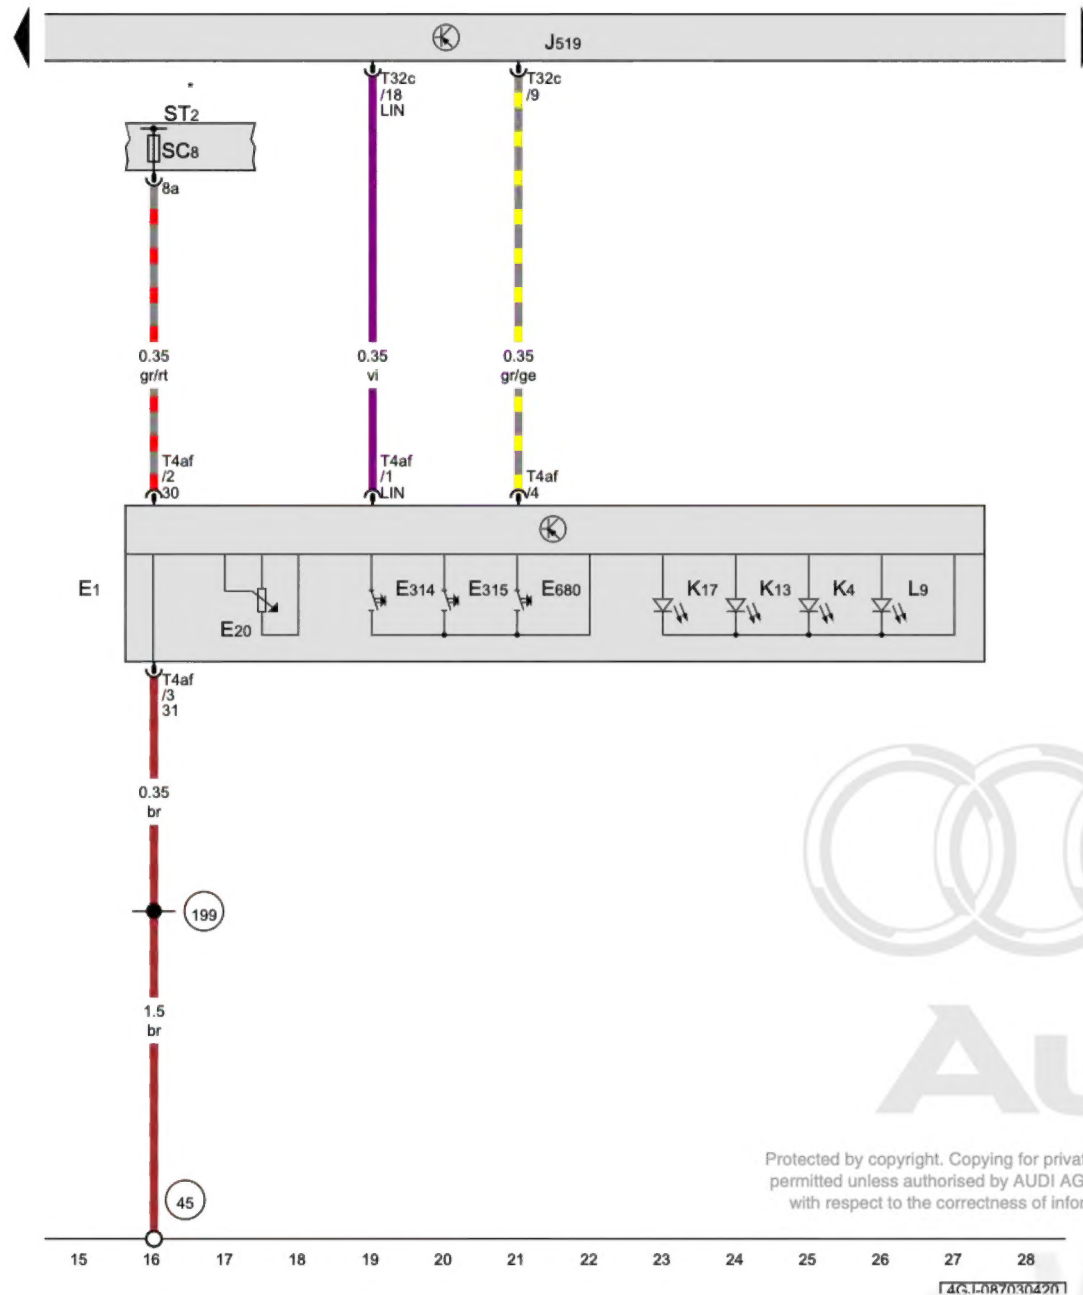 J519
T32c
/18
LIN
T32c
/9
*
ST2
SC8
8a
0.35
gr/rt
0.35
vi
0.35
gr/ge
T4af
/2
30
T4af
/1
LIN
T4af
/4
E1
E20
E314
E315
E680
K17
K13
K4
L9
T4af
/3
31
0.35
br
199
1.5
br
45
Protected by copyright. Copying for privat
permitted unless authorised by AUDI AG
with respect to the correctness of infor
15 16 17 18 19 20 21 22 23 24 25 26 27 28
4GJ-087030420